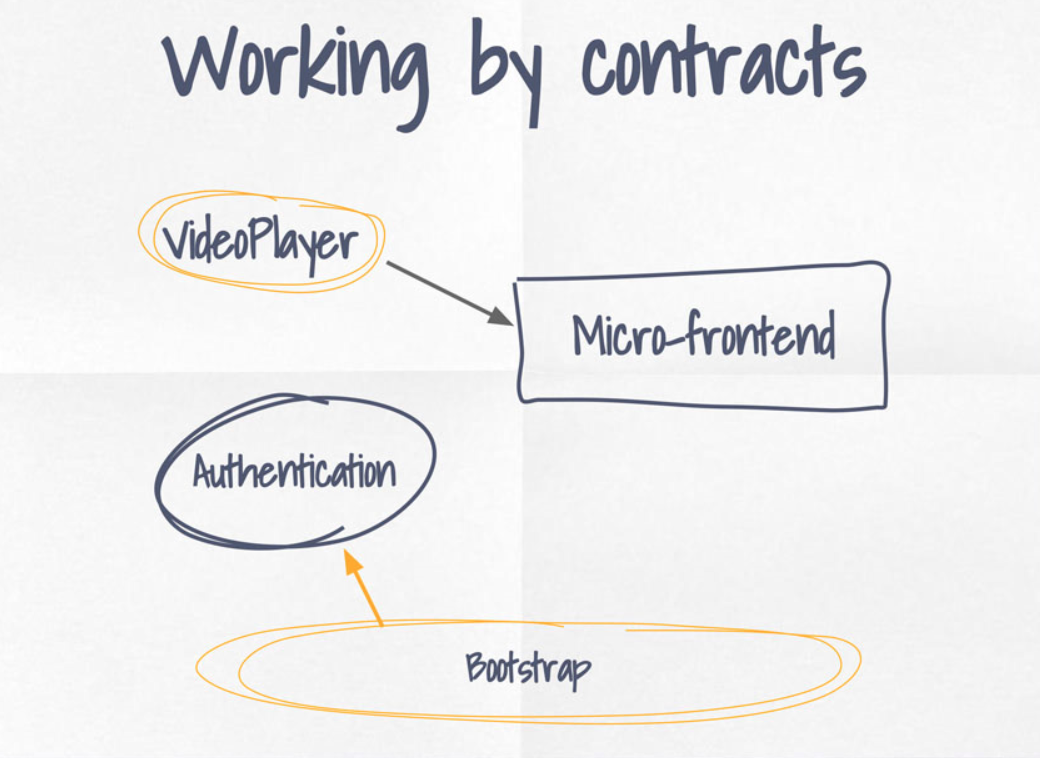 Working by contracts
VideoPlayer
Micro-frontend
Authentication
Bootstrap